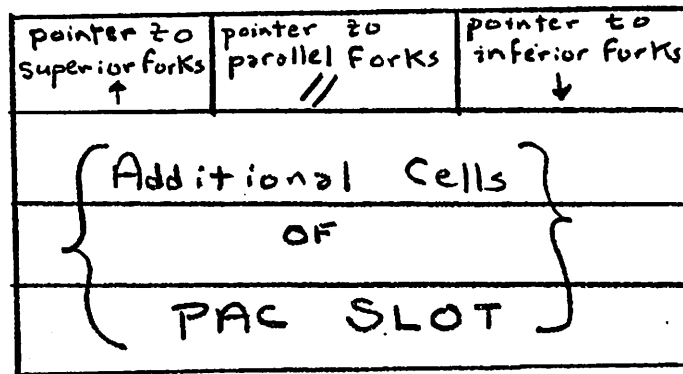 pointer to superior forks ↑
pointer to parallel Forks //
pointer to inferior Forks ↓
Additional Cells
OF
PAC SLOT